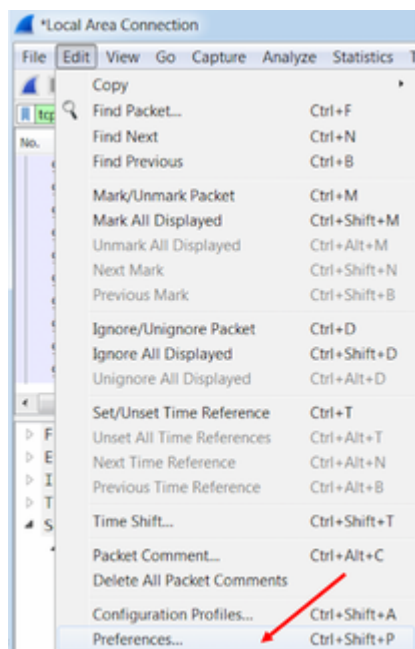 *Local Area Connection
File Edit View Go Capture Analyze Statistics T
tcp
No.
Copy
Find Packet... Ctrl+F
Find Next Ctrl+N
Find Previous Ctrl+B
Mark/Unmark Packet Ctrl+M
Mark All Displayed Ctrl+Shift+M
Unmark All Displayed Ctrl+Alt+M
Next Mark Ctrl+Shift+N
Previous Mark Ctrl+Shift+B
Ignore/Unignore Packet Ctrl+D
Ignore All Displayed Ctrl+Shift+D
Unignore All Displayed Ctrl+Alt+D
Set/Unset Time Reference Ctrl+T
F Unset All Time References Ctrl+Alt+T
E Next Time Reference Ctrl+Alt+N
I Previous Time Reference Ctrl+Alt+B
T
S Time Shift... Ctrl+Shift+T
Packet Comment... Ctrl+Alt+C
Delete All Packet Comments
Configuration Profiles... Ctrl+Shift+A
Preferences... Ctrl+Shift+P